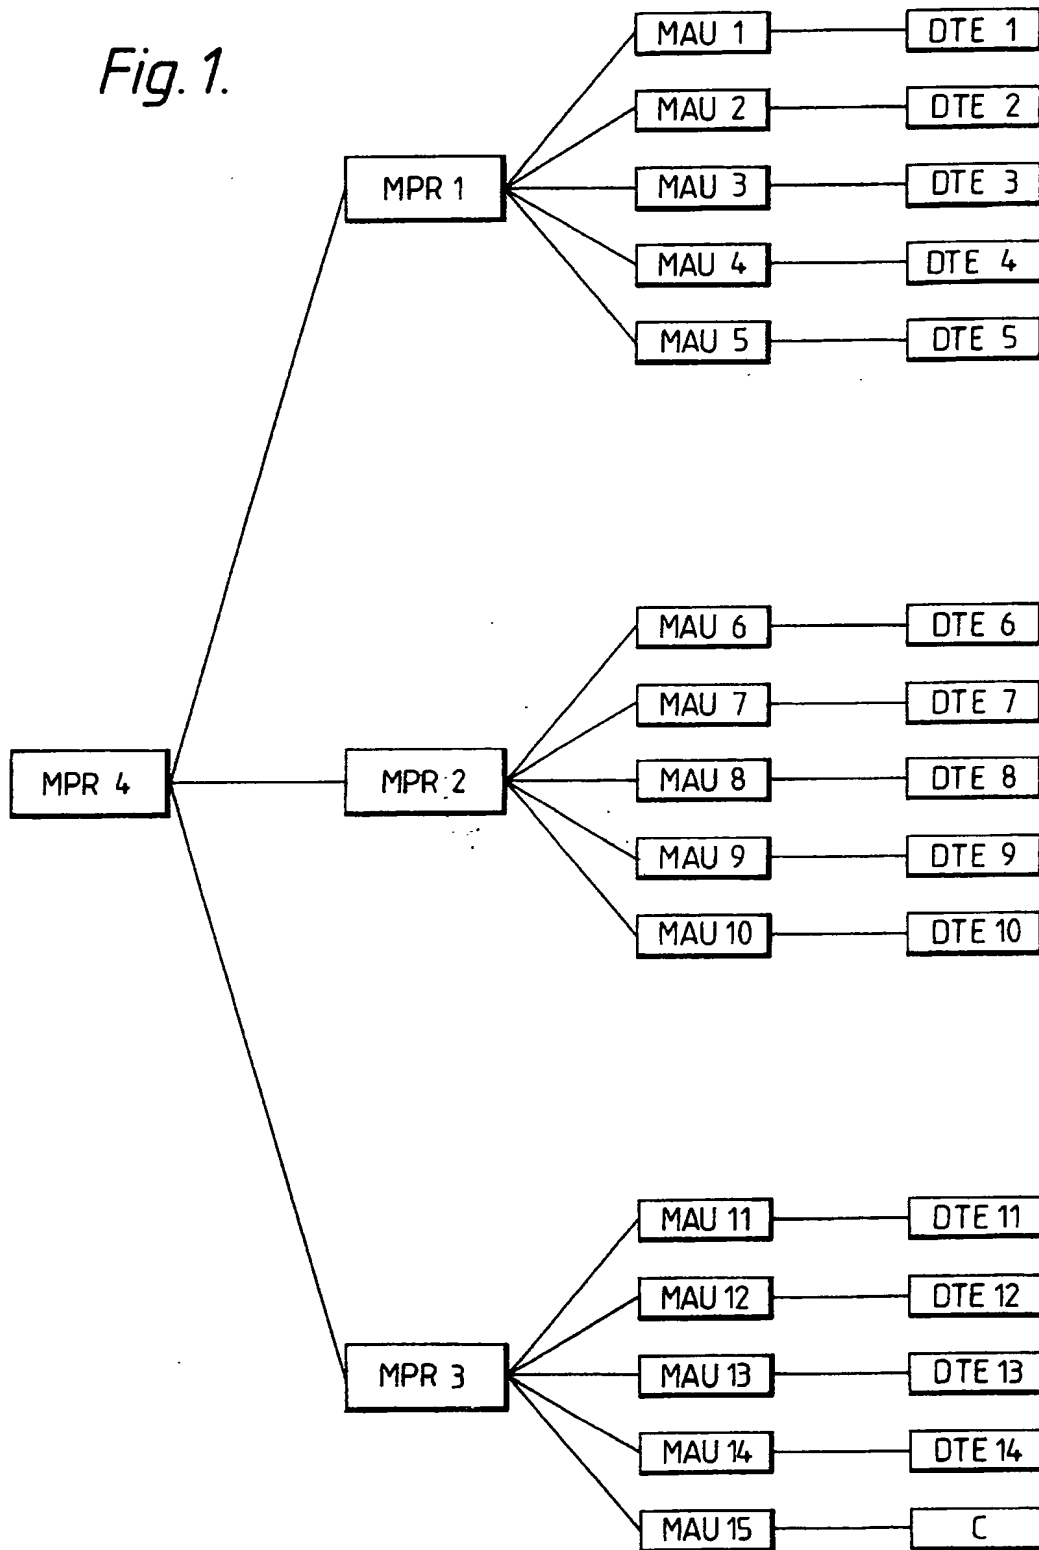 Fig. 1.
MAU 1 DTE 1
MAU 2 DTE 2
MPR 1 MAU 3 DTE 3
MAU 4 DTE 4
MAU 5 DTE 5
MAU 6 DTE 6
MAU 7 DTE 7
MPR 4 MPR 2 MAU 8 DTE 8
MAU 9 DTE 9
MAU 10 DTE 10
MAU 11 DTE 11
MAU 12 DTE 12
MPR 3 MAU 13 DTE 13
MAU 14 DTE 14
MAU 15 C